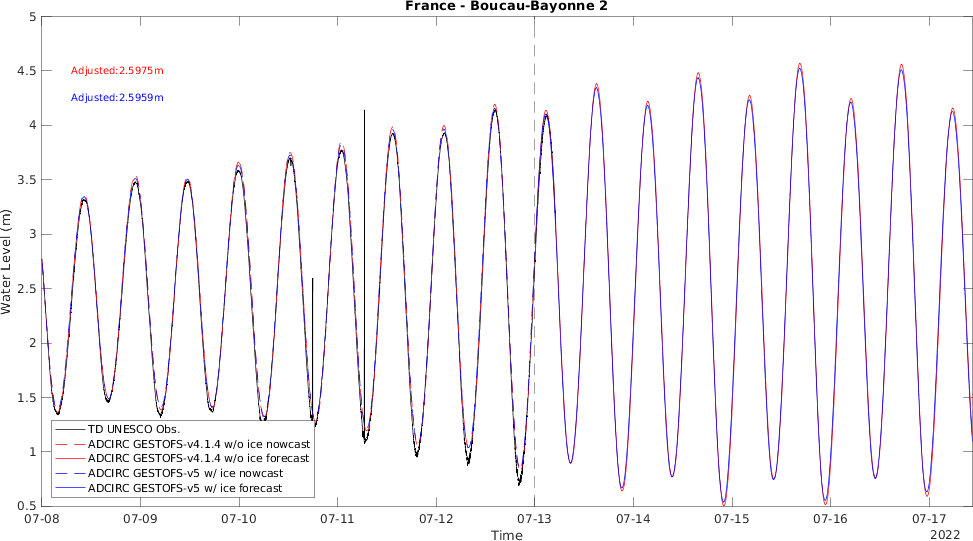 France - Boucau-Bayonne 2
5
4.5
4
3.5
3
2.5
2
1.5
1
0.5
Water Level (m)
Adjusted:2.5975m
Adjusted:2.5959m
TD UNESCO Obs.
ADCIRC GESTOFS-v4.1.4 w/o ice nowcast
ADCIRC GESTOFS-v4.1.4 w/o ice forecast
ADCIRC GESTOFS-v5 w/ ice nowcast
ADCIRC GESTOFS-v5 w/ ice forecast
07-08 07-09 07-10 07-11 07-12 07-13 07-14 07-15 07-16 07-17
Time
2022